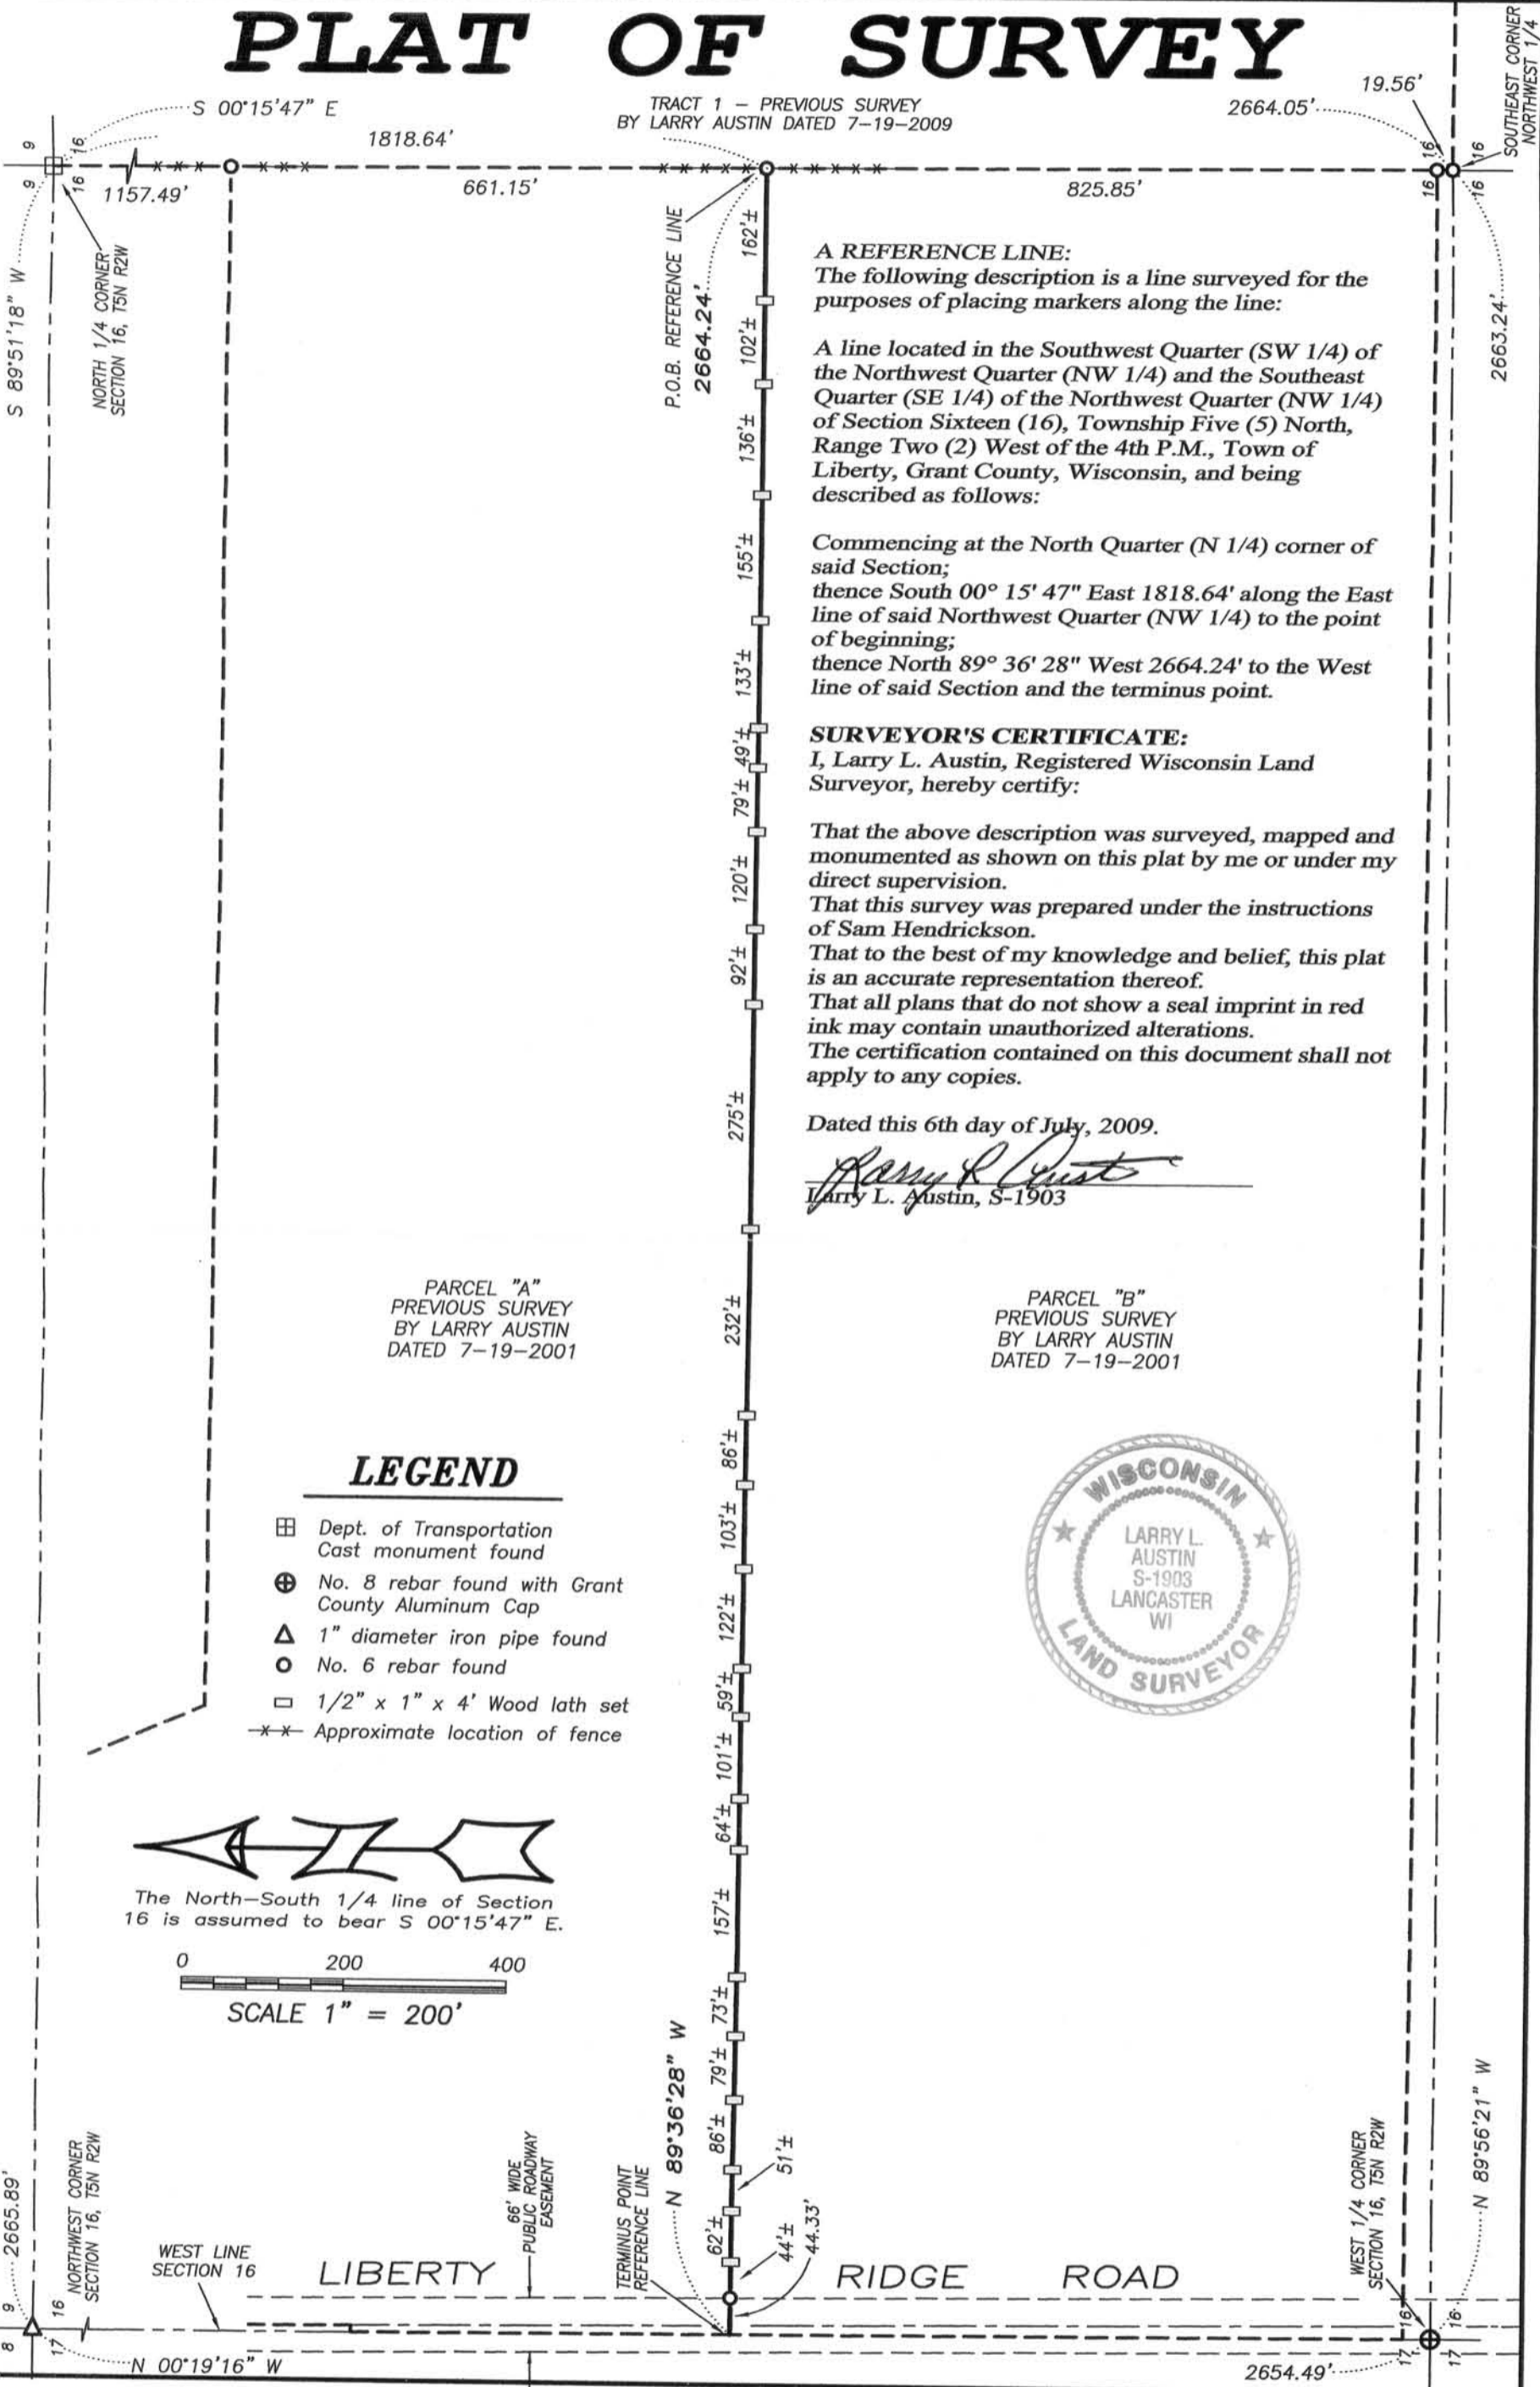 PLAT OF SURVEY
S 00°15'47" E
TRACT 1 – PREVIOUS SURVEY
BY LARRY AUSTIN DATED 7–19–2009
2664.05'
19.56'
SOUTHEAST CORNER
NORTHWEST 1/4
1818.64'
9
16
9
16
16
16
16
16
1157.49'
661.15'
825.85'
S 89°51'18" W
NORTH 1/4 CORNER
SECTION 16, T5N R2W
P.O.B. REFERENCE LINE
2664.24'
2663.24'
162'±
102'±
136'±
155'±
133'±
49'±
79'±
120'±
92'±
275'±
232'±
86'±
103'±
122'±
59'±
101'±
64'±
157'±
73'±
79'±
86'±
51'±
62'±
44'±
44.33'
A REFERENCE LINE:
The following description is a line surveyed for the
purposes of placing markers along the line:
A line located in the Southwest Quarter (SW 1/4) of
the Northwest Quarter (NW 1/4) and the Southeast
Quarter (SE 1/4) of the Northwest Quarter (NW 1/4)
of Section Sixteen (16), Township Five (5) North,
Range Two (2) West of the 4th P.M., Town of
Liberty, Grant County, Wisconsin, and being
described as follows:
Commencing at the North Quarter (N 1/4) corner of
said Section;
thence South 00° 15' 47" East 1818.64' along the East
line of said Northwest Quarter (NW 1/4) to the point
of beginning;
thence North 89° 36' 28" West 2664.24' to the West
line of said Section and the terminus point.
SURVEYOR'S CERTIFICATE:
I, Larry L. Austin, Registered Wisconsin Land
Surveyor, hereby certify:
That the above description was surveyed, mapped and
monumented as shown on this plat by me or under my
direct supervision.
That this survey was prepared under the instructions
of Sam Hendrickson.
That to the best of my knowledge and belief, this plat
is an accurate representation thereof.
That all plans that do not show a seal imprint in red
ink may contain unauthorized alterations.
The certification contained on this document shall not
apply to any copies.
Dated this 6th day of July, 2009.
Larry L. Austin, S-1903
PARCEL "A"
PREVIOUS SURVEY
BY LARRY AUSTIN
DATED 7–19–2001
PARCEL "B"
PREVIOUS SURVEY
BY LARRY AUSTIN
DATED 7–19–2001
LEGEND
Dept. of Transportation
Cast monument found
No. 8 rebar found with Grant
County Aluminum Cap
1" diameter iron pipe found
No. 6 rebar found
1/2" x 1" x 4' Wood lath set
Approximate location of fence
WISCONSIN
LARRY L.
AUSTIN
S-1903
LANCASTER
WI
LAND SURVEYOR
The North–South 1/4 line of Section
16 is assumed to bear S 00°15'47" E.
0 200 400
SCALE 1" = 200'
N 89°36'28" W
N 89°56'21" W
2665.89'
NORTHWEST CORNER
SECTION 16, T5N R2W
WEST LINE
SECTION 16
66' WIDE
PUBLIC ROADWAY
EASEMENT
TERMINUS POINT
REFERENCE LINE
WEST 1/4 CORNER
SECTION 16, T5N R2W
LIBERTY RIDGE ROAD
9
16
8
17
16
16
17
17
N 00°19'16" W
2654.49'